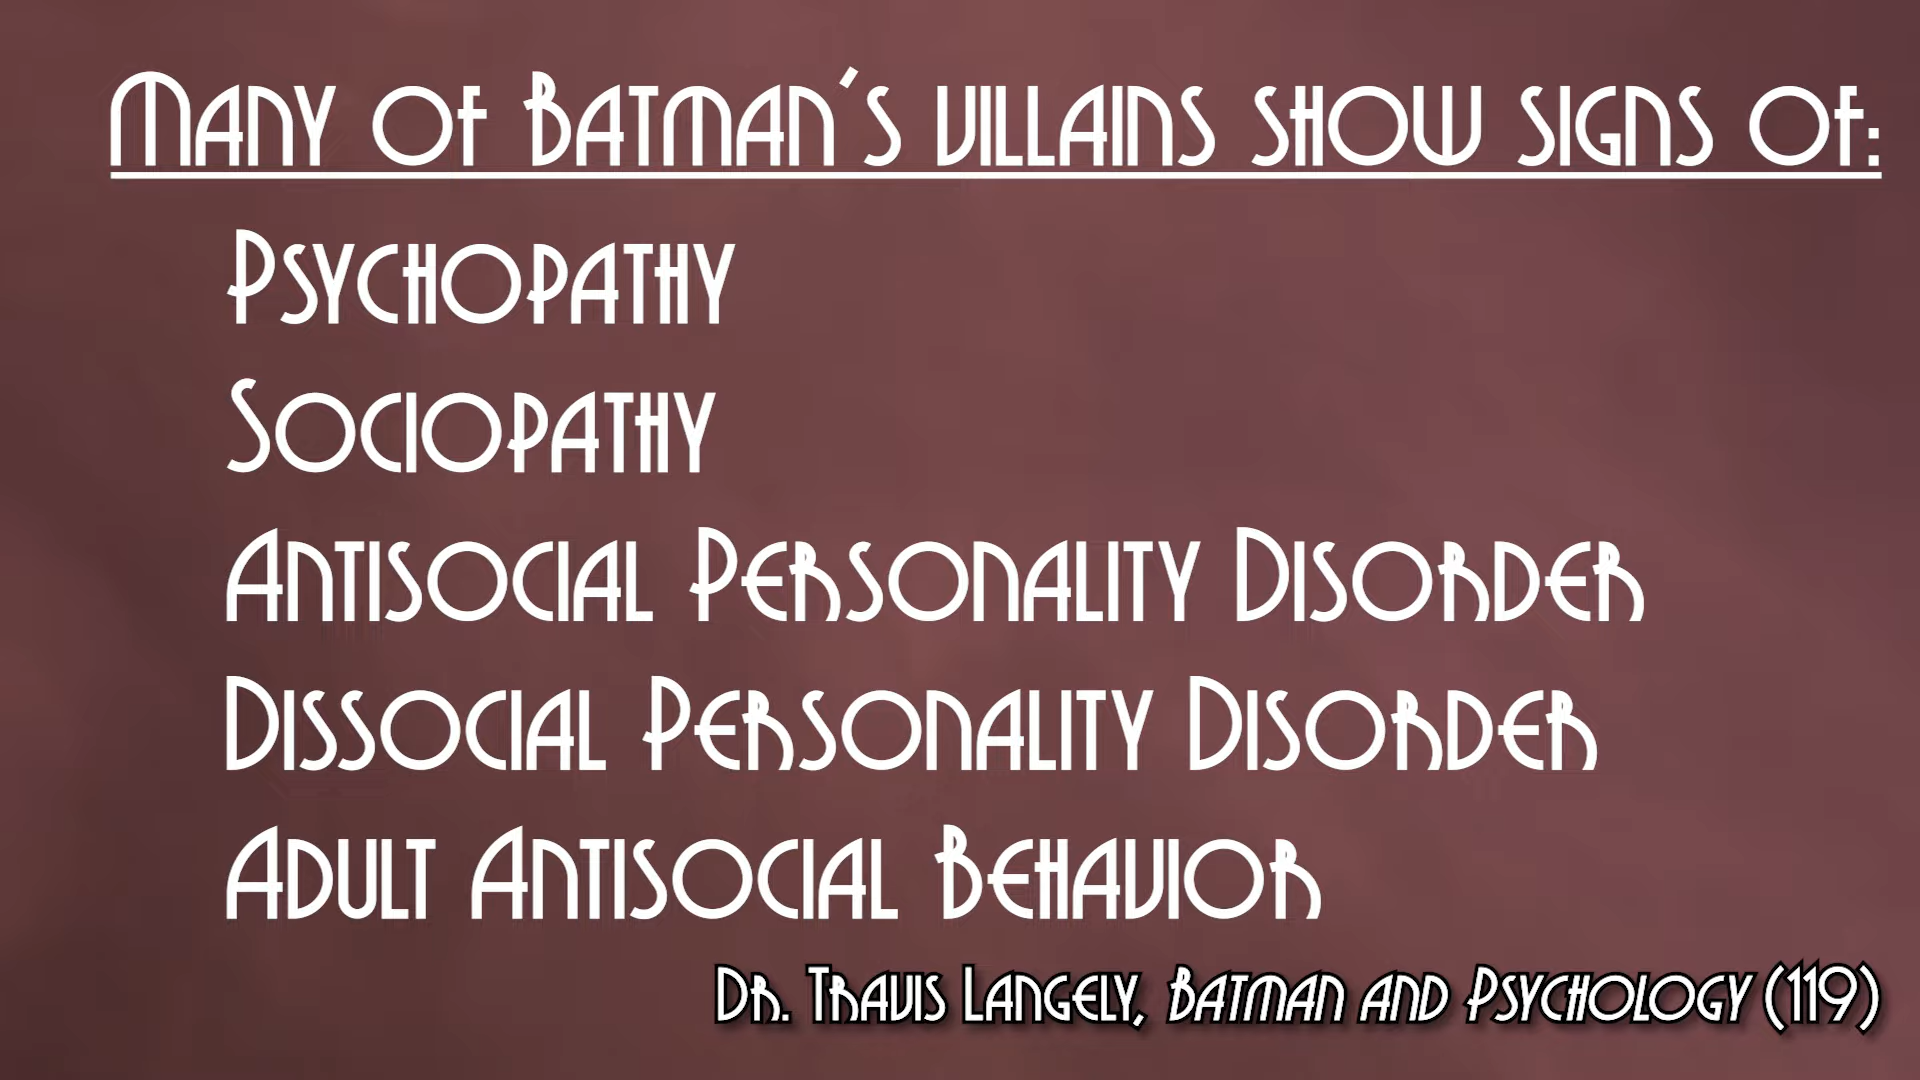 Many of Batman's villains show signs of:
Psychopathy
Sociopathy
Antisocial Personality Disorder
Dissocial Personality Disorder
Adult Antisocial Behavior
Dr. Travis Langely, Batman and Psychology (119)